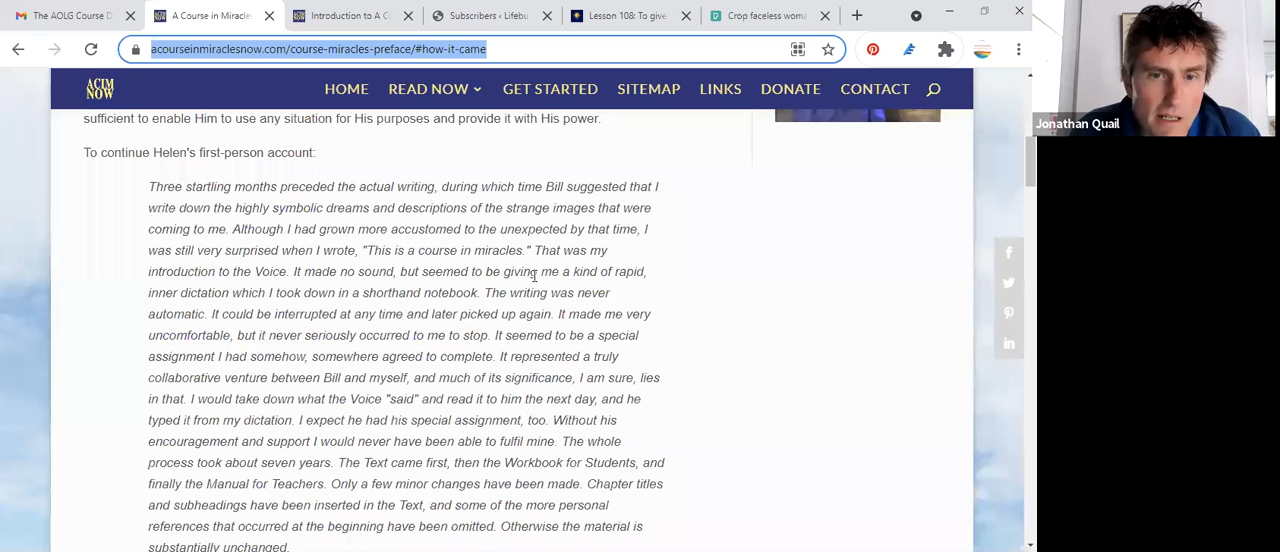 The AOLG Course D
A Course in Miracle
Introduction to A C
Subscribers ‹ Lifebu
Lesson 108: To give
Crop faceless wom
acourseinmiraclesnow.com/course-miracles-preface/#how-it-came
Jonathan Quail
ACIM NOW
HOME READ NOW GET STARTED SITEMAP LINKS DONATE CONTACT
sufficient to enable Him to use any situation for His purposes and provide it with His power.
To continue Helen's first-person account:
Three startling months preceded the actual writing, during which time Bill suggested that I
write down the highly symbolic dreams and descriptions of the strange images that were
coming to me. Although I had grown more accustomed to the unexpected by that time, I
was still very surprised when I wrote, "This is a course in miracles." That was my
introduction to the Voice. It made no sound, but seemed to be giving me a kind of rapid,
inner dictation which I took down in a shorthand notebook. The writing was never
automatic. It could be interrupted at any time and later picked up again. It made me very
uncomfortable, but it never seriously occurred to me to stop. It seemed to be a special
assignment I had somehow, somewhere agreed to complete. It represented a truly
collaborative venture between Bill and myself, and much of its significance, I am sure, lies
in that. I would take down what the Voice "said" and read it to him the next day, and he
typed it from my dictation. I expect he had his special assignment, too. Without his
encouragement and support I would never have been able to fulfil mine. The whole
process took about seven years. The Text came first, then the Workbook for Students, and
finally the Manual for Teachers. Only a few minor changes have been made. Chapter titles
and subheadings have been inserted in the Text, and some of the more personal
references that occurred at the beginning have been omitted. Otherwise the material is
substantially unchanged.